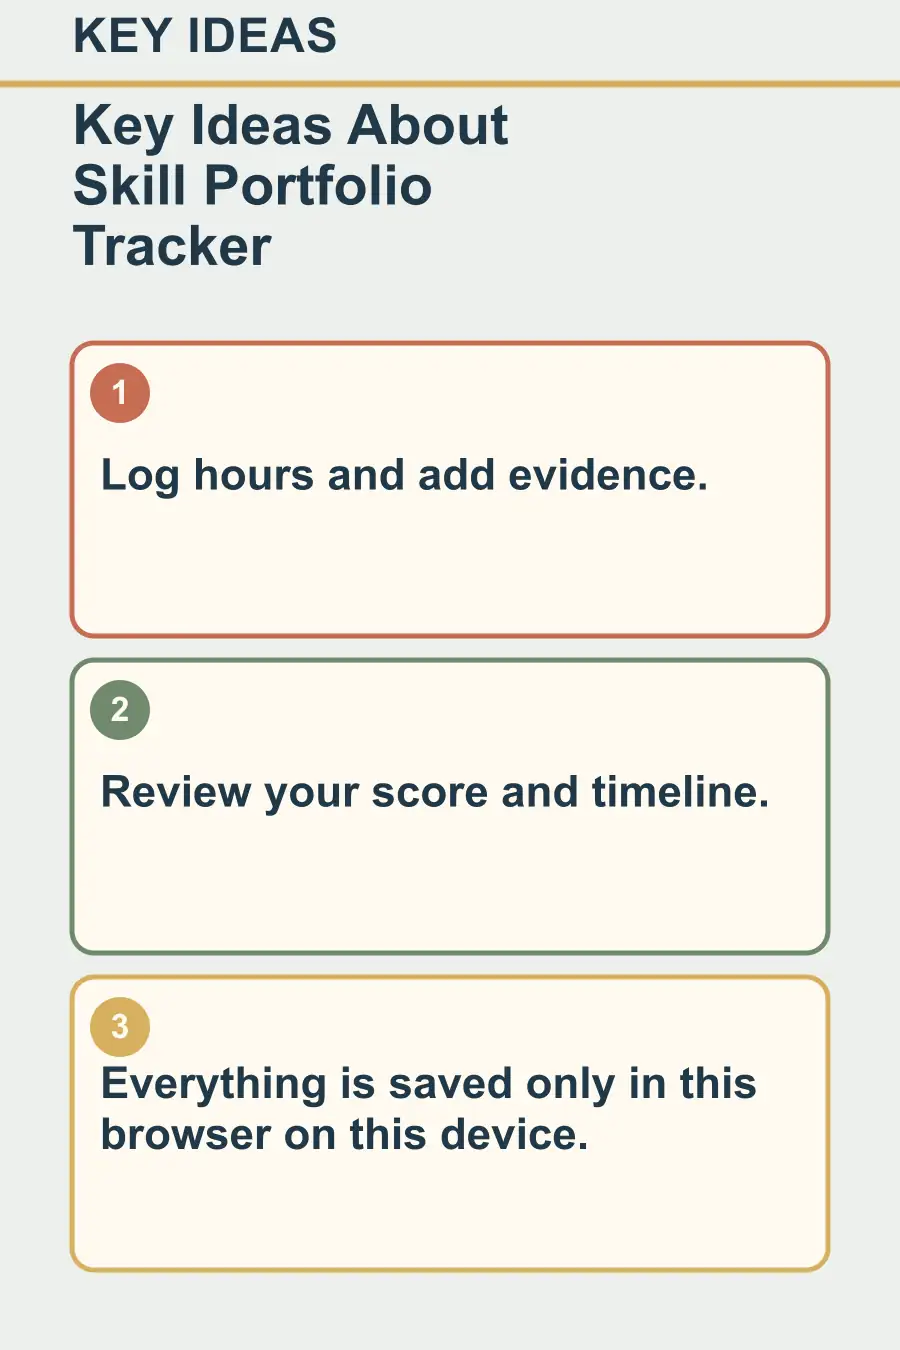 KEY IDEAS
Key Ideas About
Skill Portfolio
Tracker
1
Log hours and add evidence.
2
Review your score and timeline.
3
Everything is saved only in this
browser on this device.